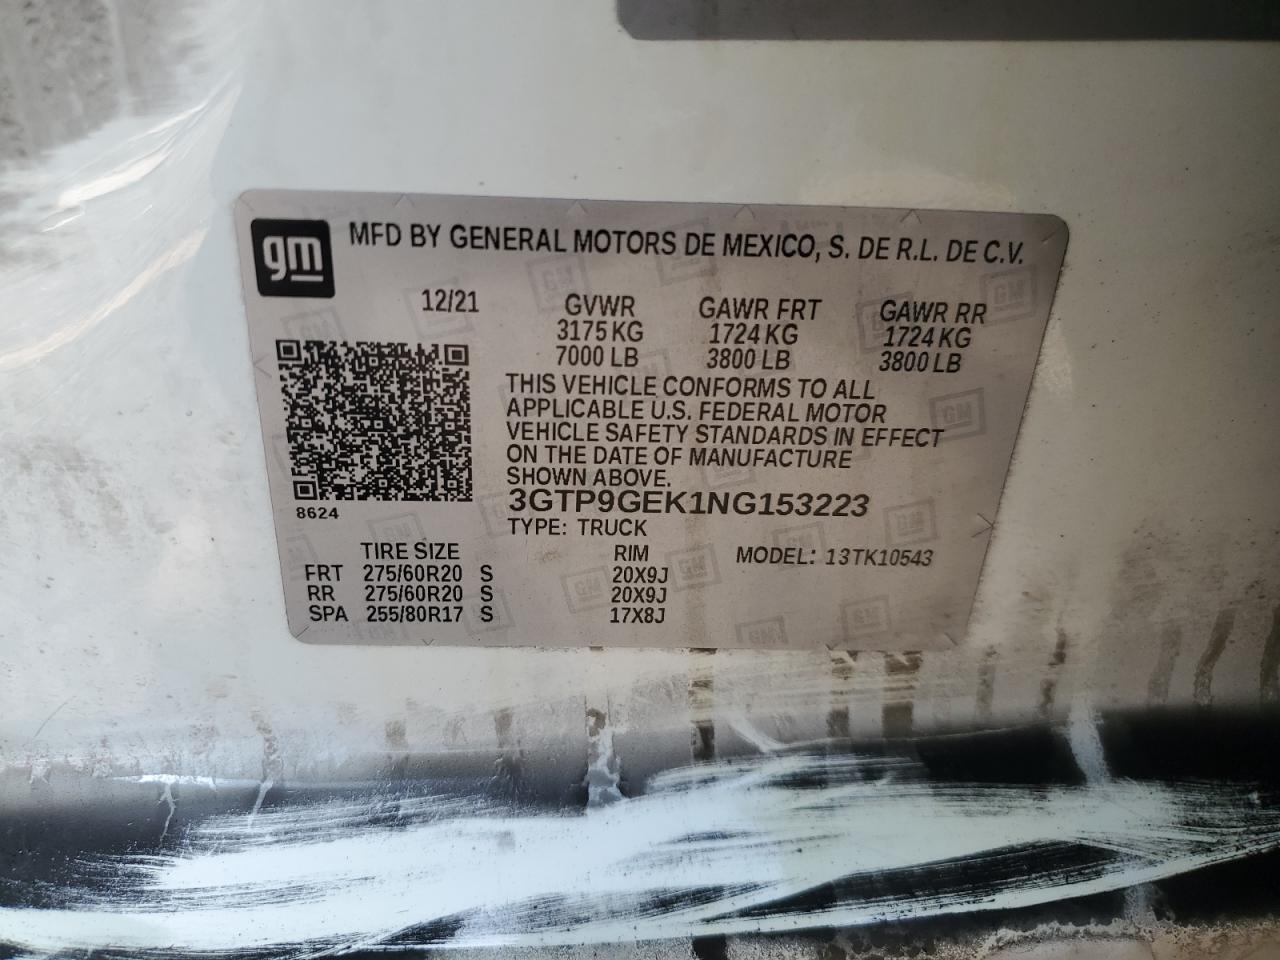 gm
MFD BY GENERAL MOTORS DE MEXICO, S. DE R.L. DE C.V.
12/21 GVWR GAWR FRT GAWR RR
3175 KG 1724 KG 1724 KG
7000 LB 3800 LB 3800 LB
THIS VEHICLE CONFORMS TO ALL
APPLICABLE U.S. FEDERAL MOTOR
VEHICLE SAFETY STANDARDS IN EFFECT
ON THE DATE OF MANUFACTURE
SHOWN ABOVE.
3GTP9GEK1NG153223
8624
TYPE: TRUCK
TIRE SIZE RIM MODEL: 13TK10543
FRT 275/60R20 S 20X9J
RR 275/60R20 S 20X9J
SPA 255/80R17 S 17X8J